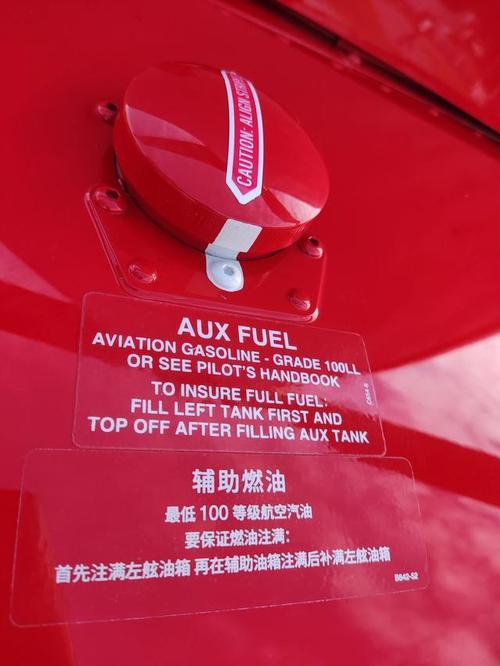 CAUTION: ALIGN
AUX FUEL
AVIATION GASOLINE - GRADE 100LL
OR SEE PILOT'S HANDBOOK
TO INSURE FULL FUEL:
FILL LEFT TANK FIRST AND
TOP OFF AFTER FILLING AUX TANK
辅助燃油
最低 100 等级航空汽油
要保证燃油注满:
首先注满左舷油箱 再在辅助油箱注满后补满左舷油箱
B842-52